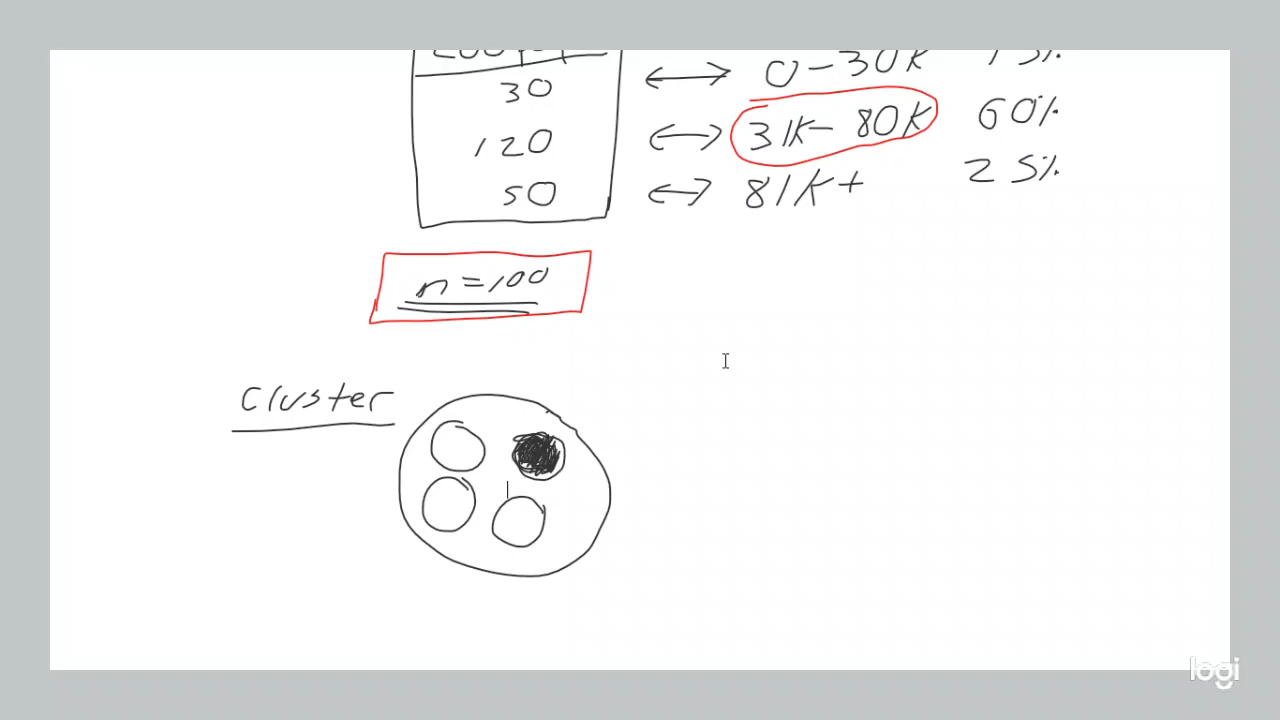 30 ↔ 0-30K
120 ↔ 31K- 80K 60%
50 ↔ 81K+ 25%
n=100
Cluster
logi